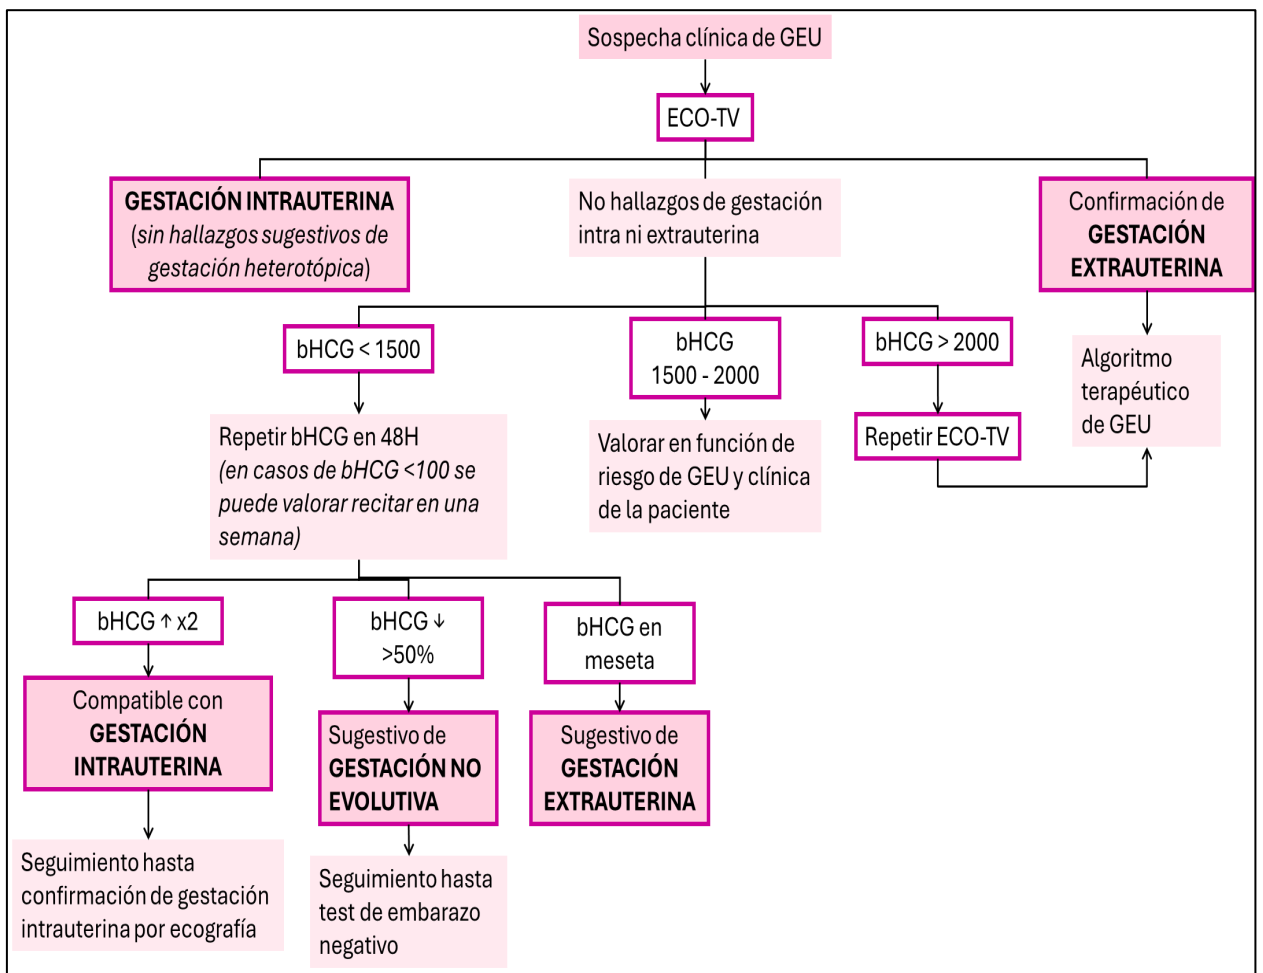 Sospecha clínica de GEU
ECO-TV
GESTACIÓN INTRAUTERINA
(sin hallazgos sugestivos de
gestación heterotópica)
No hallazgos de gestación
intra ni extrauterina
Confirmación de
GESTACIÓN
EXTRAUTERINA
bHCG < 1500
bHCG
1500 - 2000
bHCG > 2000
Algoritmo
terapéutico
de GEU
Repetir bHCG en 48H
(en casos de bHCG <100 se
puede valorar recitar en una
semana)
Valorar en función de
riesgo de GEU y clínica
de la paciente
Repetir ECO-TV
bHCG ↑ x2
bHCG ↓
>50%
bHCG en
meseta
Compatible con
GESTACIÓN
INTRAUTERINA
Sugestivo de
GESTACIÓN NO
EVOLUTIVA
Sugestivo de
GESTACIÓN
EXTRAUTERINA
Seguimiento hasta
confirmación de gestación
intrauterina por ecografía
Seguimiento hasta
test de embarazo
negativo